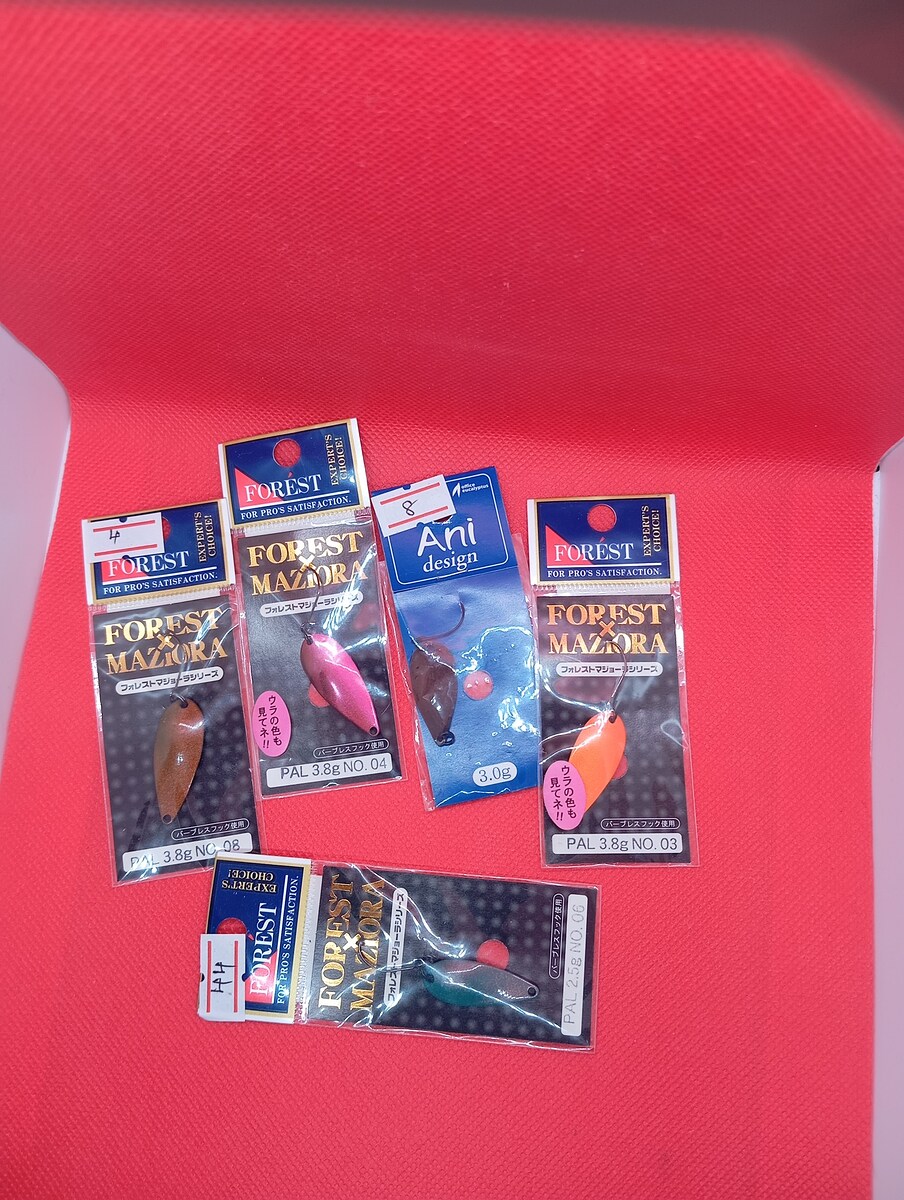 4
FOREST
EXPERT'S
CHOICE!
FOR PRO'S SATISFACTION.
FOREST
×
MAZIORA
フォレストマジョーラシリーズ
バーブレスフック使用
PAL 3.8g NO. 08
FORÉST
EXPERT'S
CHOICE!
FOR PRO'S SATISFACTION.
FOREST
×
MAZIORA
フォレストマジョーラシリーズ
ウラの色も
見てネ!!
バーブレスフック使用
PAL 3.8g NO. 04
8
office
eucalyptus
Ani
design
3.0g
FORÉST
EXPERT'S
CHOICE!
FOR PRO'S SATISFACTION.
FOREST
×
MAZIORA
フォレストマジョーラシリーズ
ウラの色も
見てネ!!
バーブレスフック使用
PAL 3.8g NO. 03
44
FORÉST
EXPERT'S
CHOICE!
FOR PRO'S SATISFACTION.
FOREST
×
MAZIORA
フォレストマジョーラシリーズ
バーブレスフック使用
PAL 2.5g NO. 06